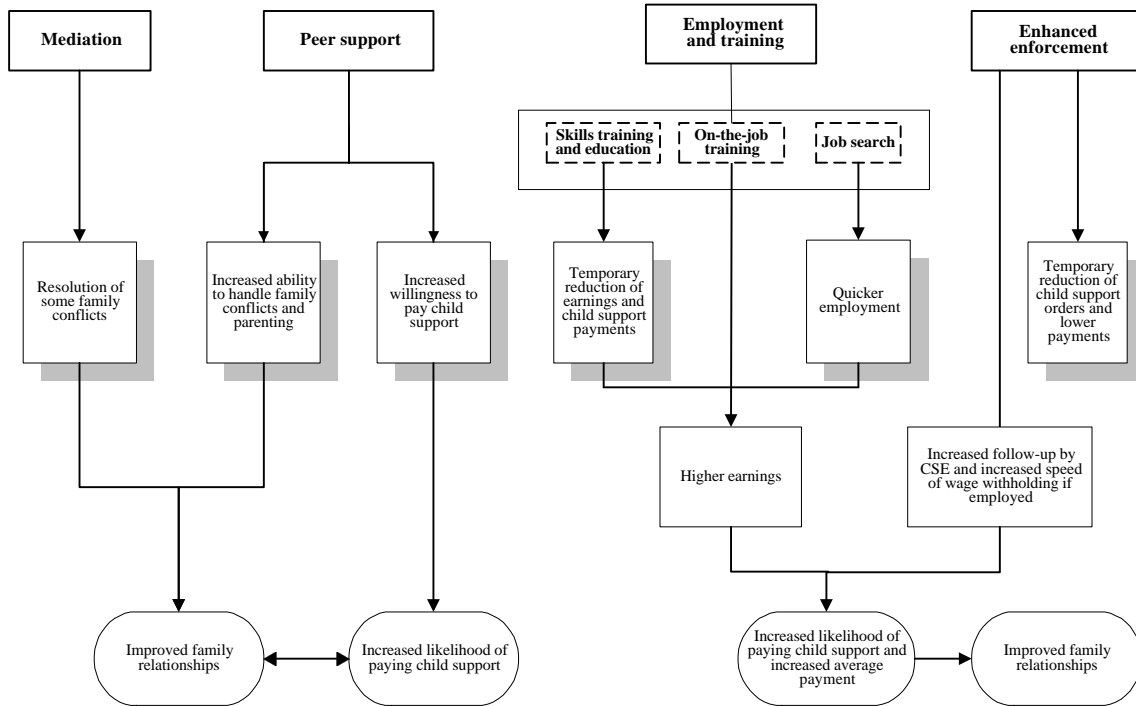 Mediation
Peer support
Employment
and training
Enhanced
enforcement
Skills training
and education
On-the-job
training
Job search
Resolution of
some family
conflicts
Increased ability
to handle family
conflicts and
parenting
Increased
willingness to
pay child
support
Temporary
reduction of
earnings and
child support
payments
Quicker
employment
Temporary
reduction of
child support
orders and
lower
payments
Higher earnings
Increased follow-up by
CSE and increased speed
of wage withholding if
employed
Improved family
relationships
Increased likelihood of
paying child support
Increased likelihood of
paying child support and
increased average
payment
Improved family
relationships